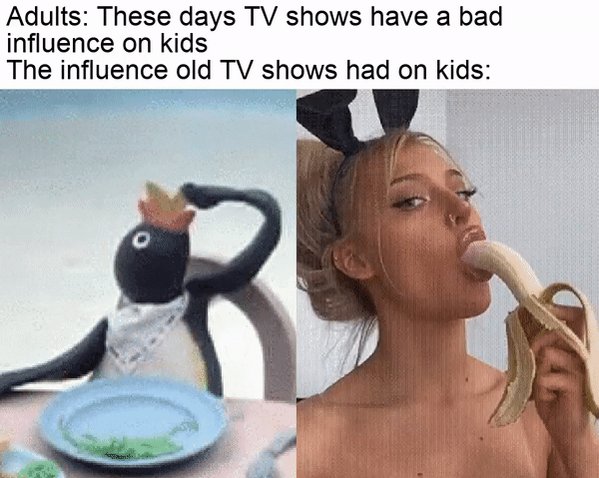 Adults: These days TV shows have a bad
influence on kids
The influence old TV shows had on kids: